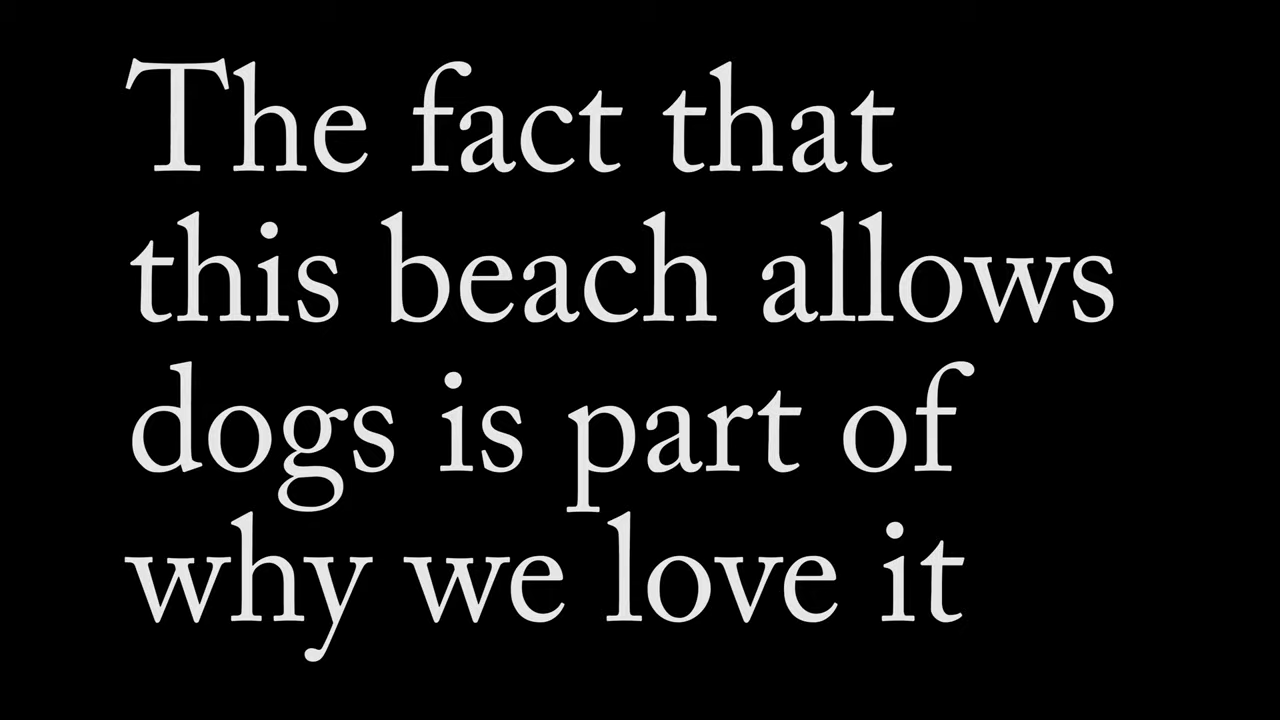 The fact that
this beach allows
dogs is part of
why we love it